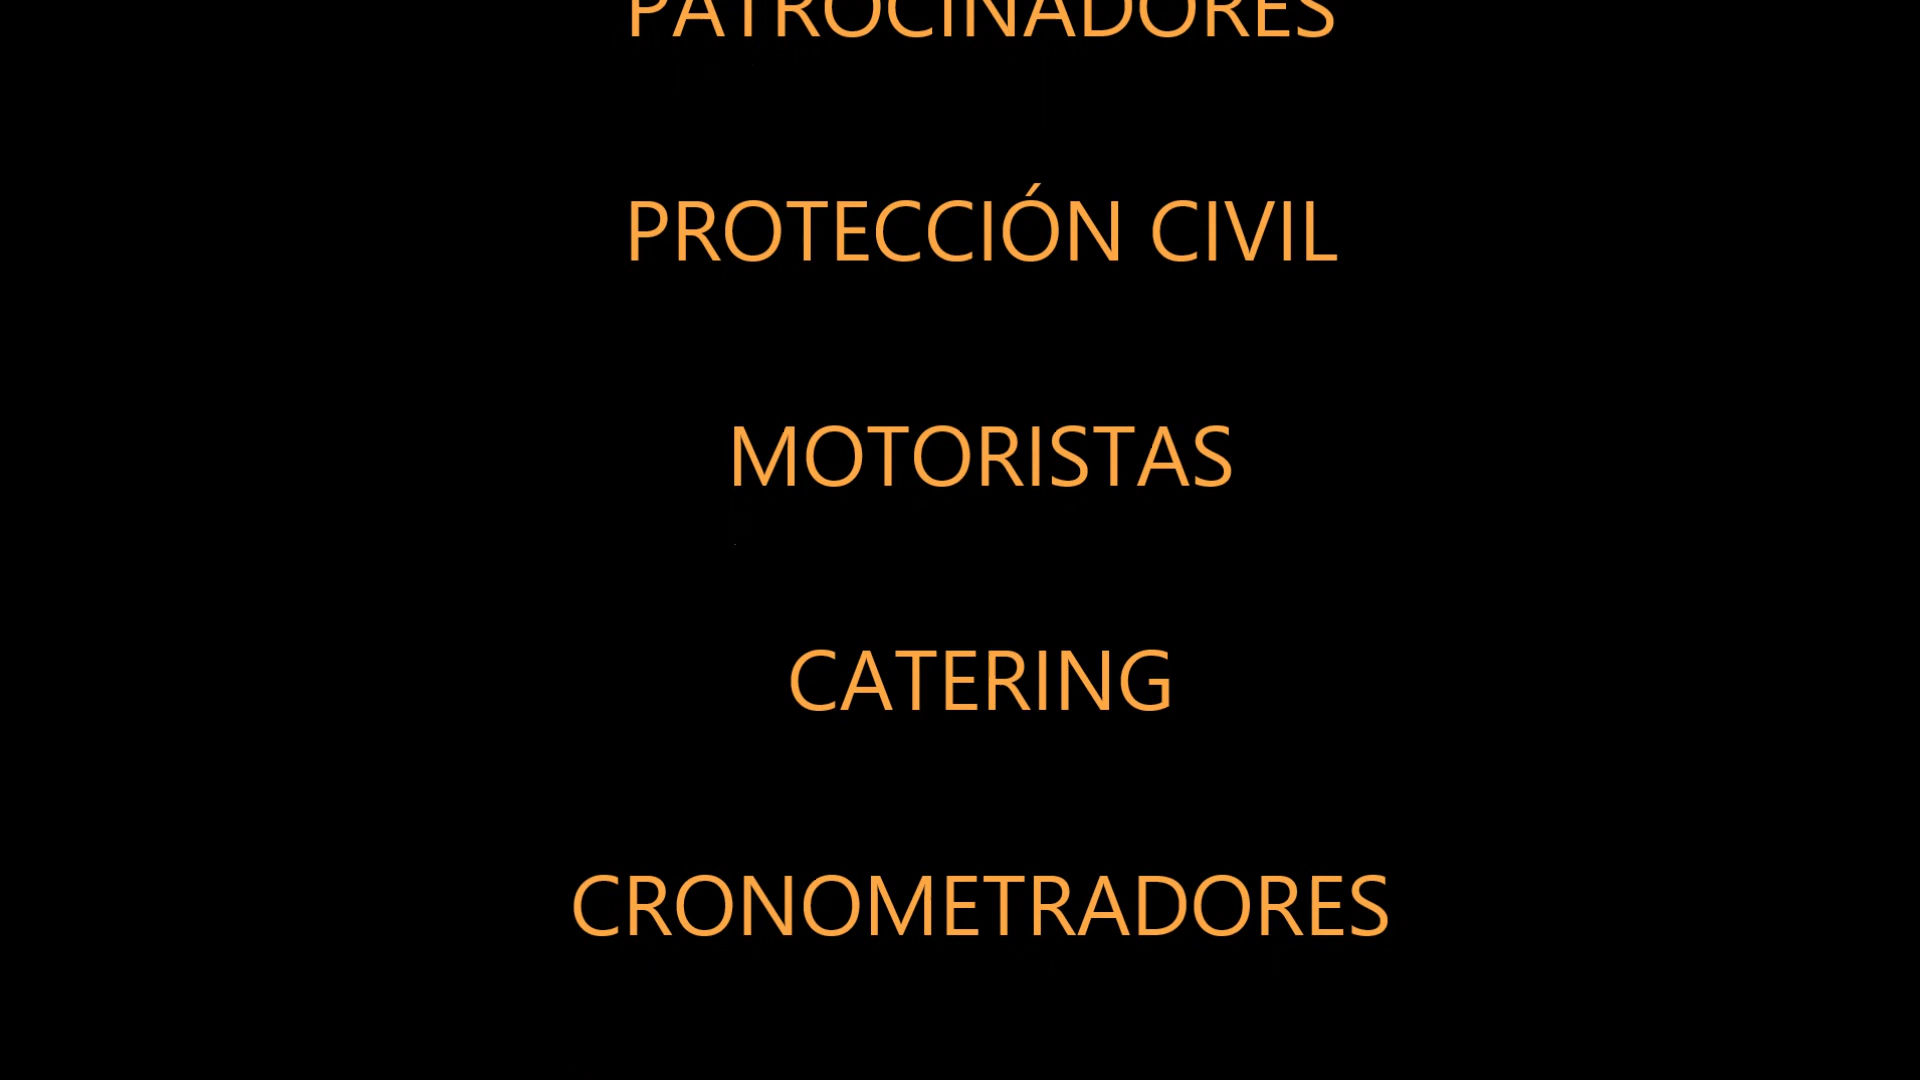 PATROCINADORES
PROTECCIÓN CIVIL
MOTORISTAS
CATERING
CRONOMETRADORES